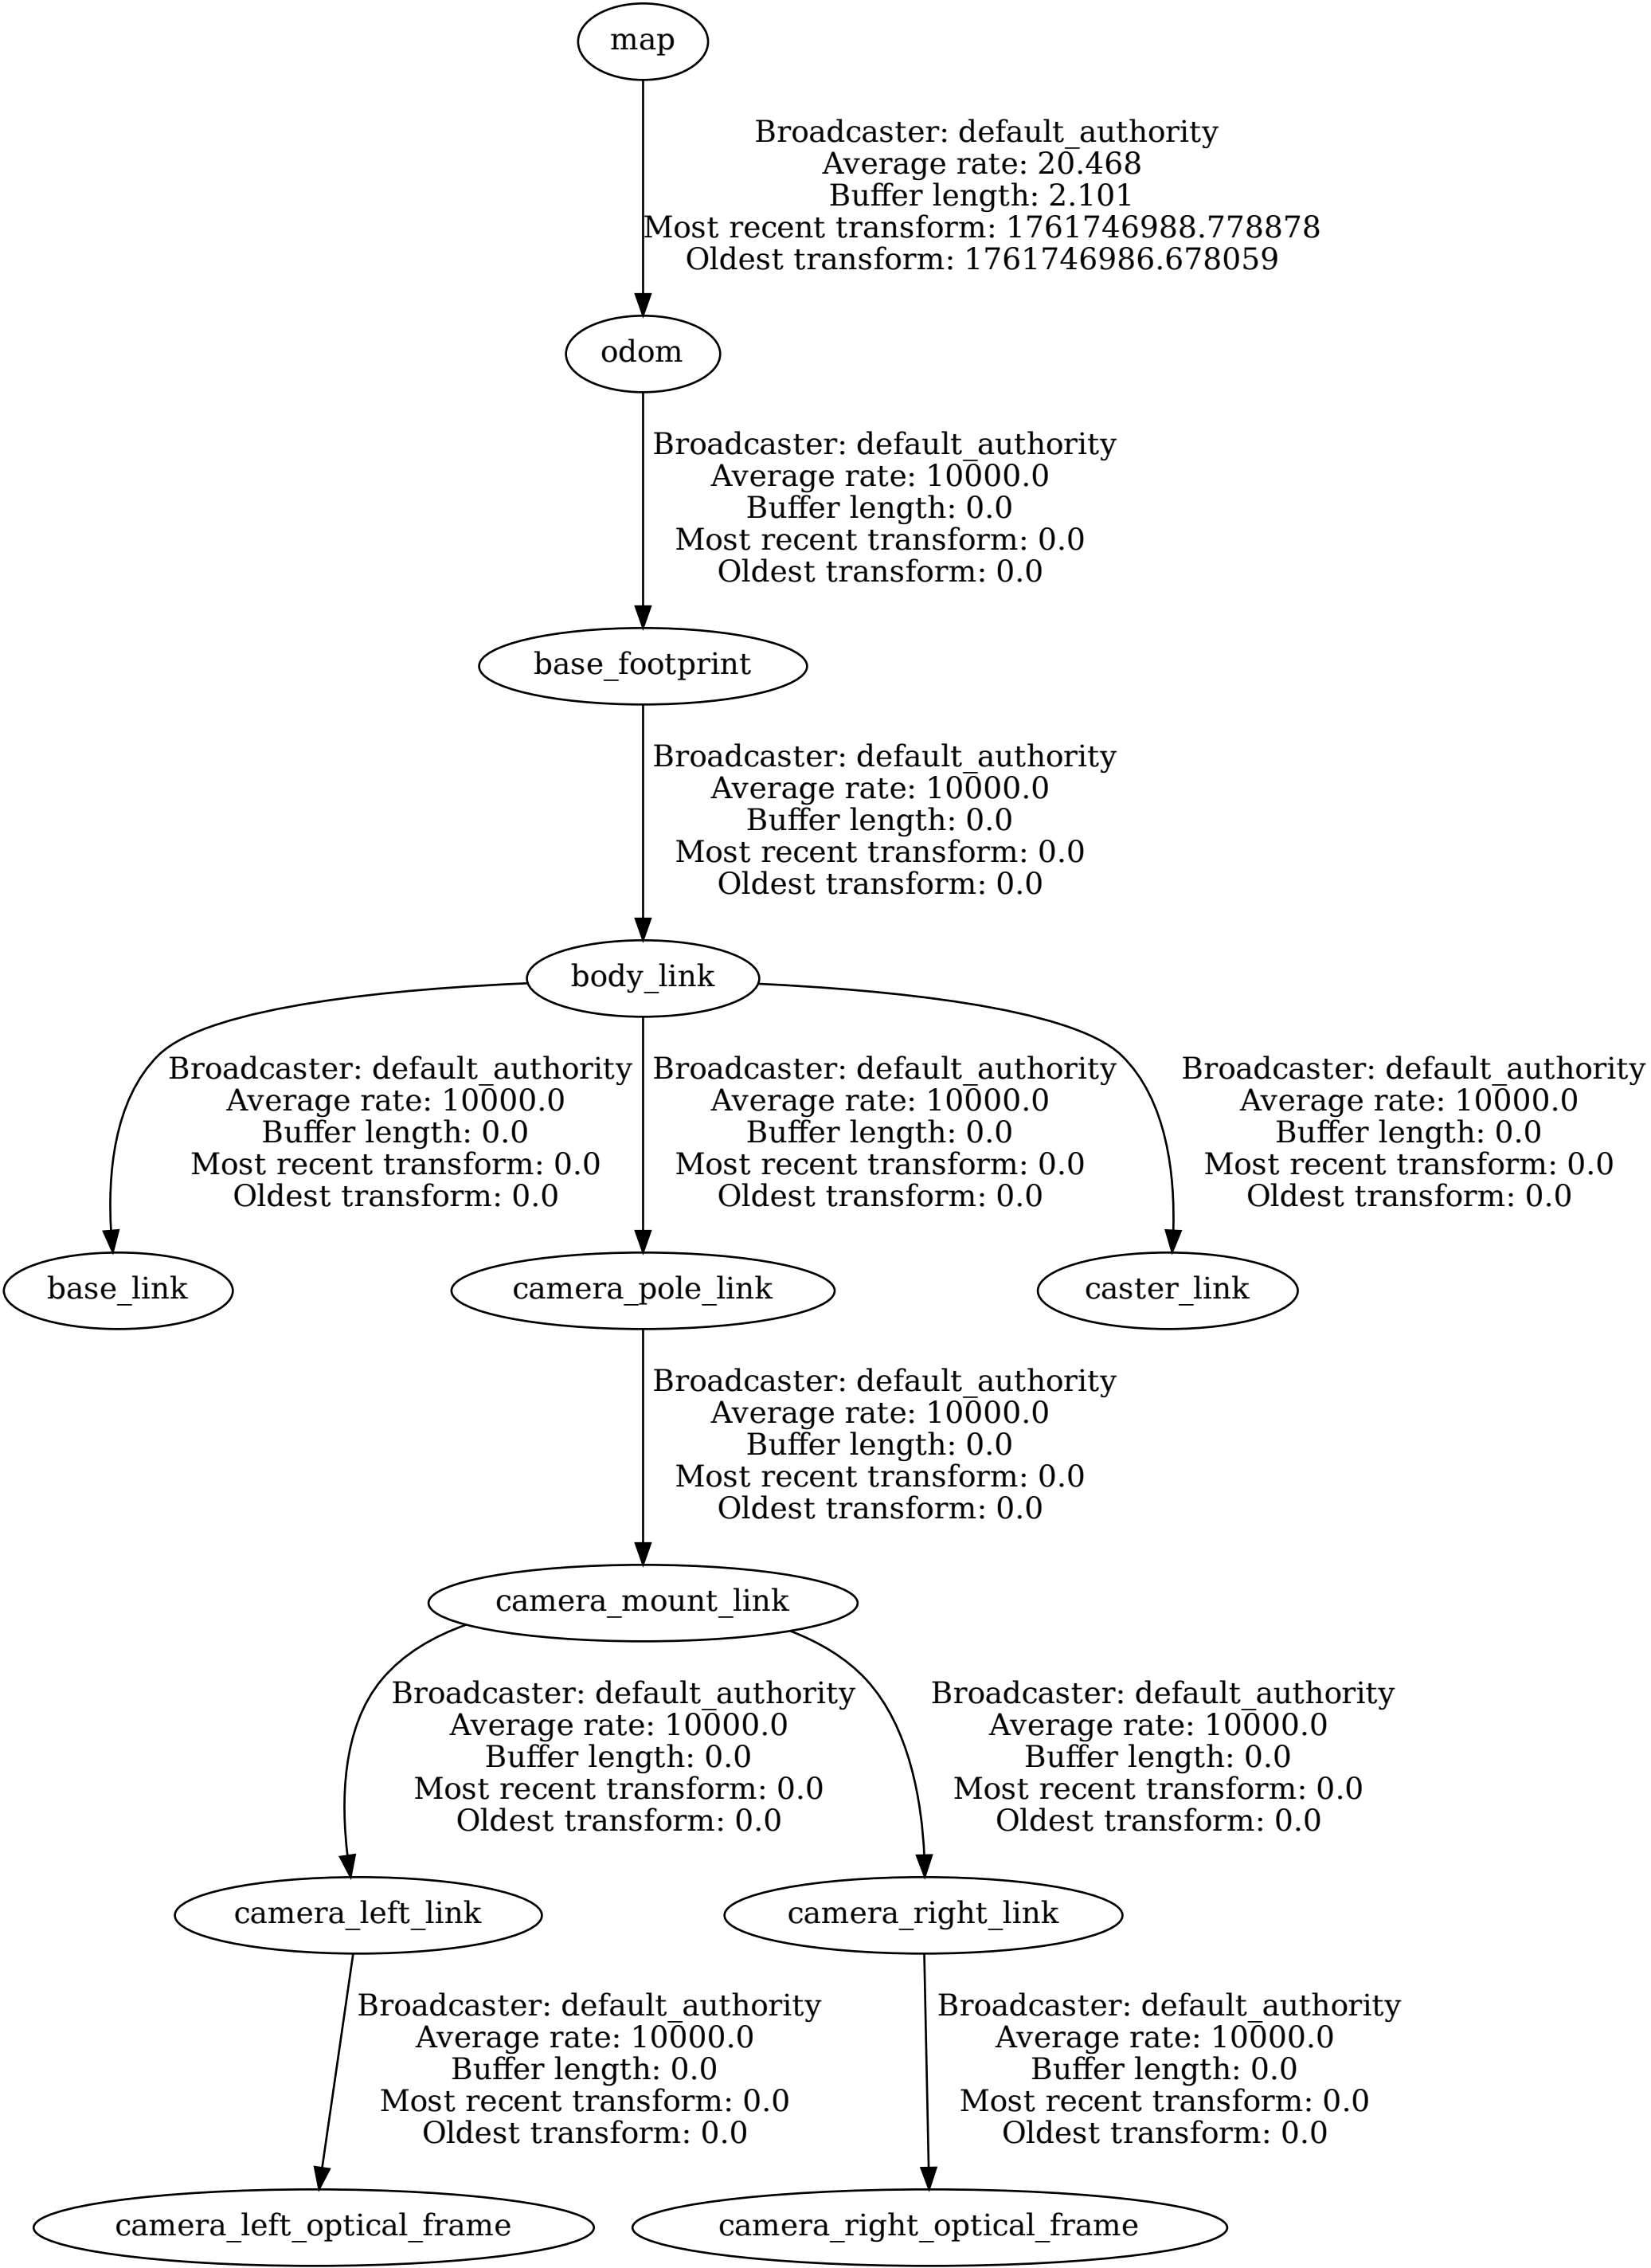 map
Broadcaster: default_authority
Average rate: 20.468
Buffer length: 2.101
Most recent transform: 1761746988.778878
Oldest transform: 1761746986.678059
odom
Broadcaster: default_authority
Average rate: 10000.0
Buffer length: 0.0
Most recent transform: 0.0
Oldest transform: 0.0
base_footprint
Broadcaster: default_authority
Average rate: 10000.0
Buffer length: 0.0
Most recent transform: 0.0
Oldest transform: 0.0
body_link
Broadcaster: default_authority
Average rate: 10000.0
Buffer length: 0.0
Most recent transform: 0.0
Oldest transform: 0.0
Broadcaster: default_authority
Average rate: 10000.0
Buffer length: 0.0
Most recent transform: 0.0
Oldest transform: 0.0
Broadcaster: default_authority
Average rate: 10000.0
Buffer length: 0.0
Most recent transform: 0.0
Oldest transform: 0.0
base_link
camera_pole_link
caster_link
Broadcaster: default_authority
Average rate: 10000.0
Buffer length: 0.0
Most recent transform: 0.0
Oldest transform: 0.0
camera_mount_link
Broadcaster: default_authority
Average rate: 10000.0
Buffer length: 0.0
Most recent transform: 0.0
Oldest transform: 0.0
Broadcaster: default_authority
Average rate: 10000.0
Buffer length: 0.0
Most recent transform: 0.0
Oldest transform: 0.0
camera_left_link
camera_right_link
Broadcaster: default_authority
Average rate: 10000.0
Buffer length: 0.0
Most recent transform: 0.0
Oldest transform: 0.0
Broadcaster: default_authority
Average rate: 10000.0
Buffer length: 0.0
Most recent transform: 0.0
Oldest transform: 0.0
camera_left_optical_frame
camera_right_optical_frame